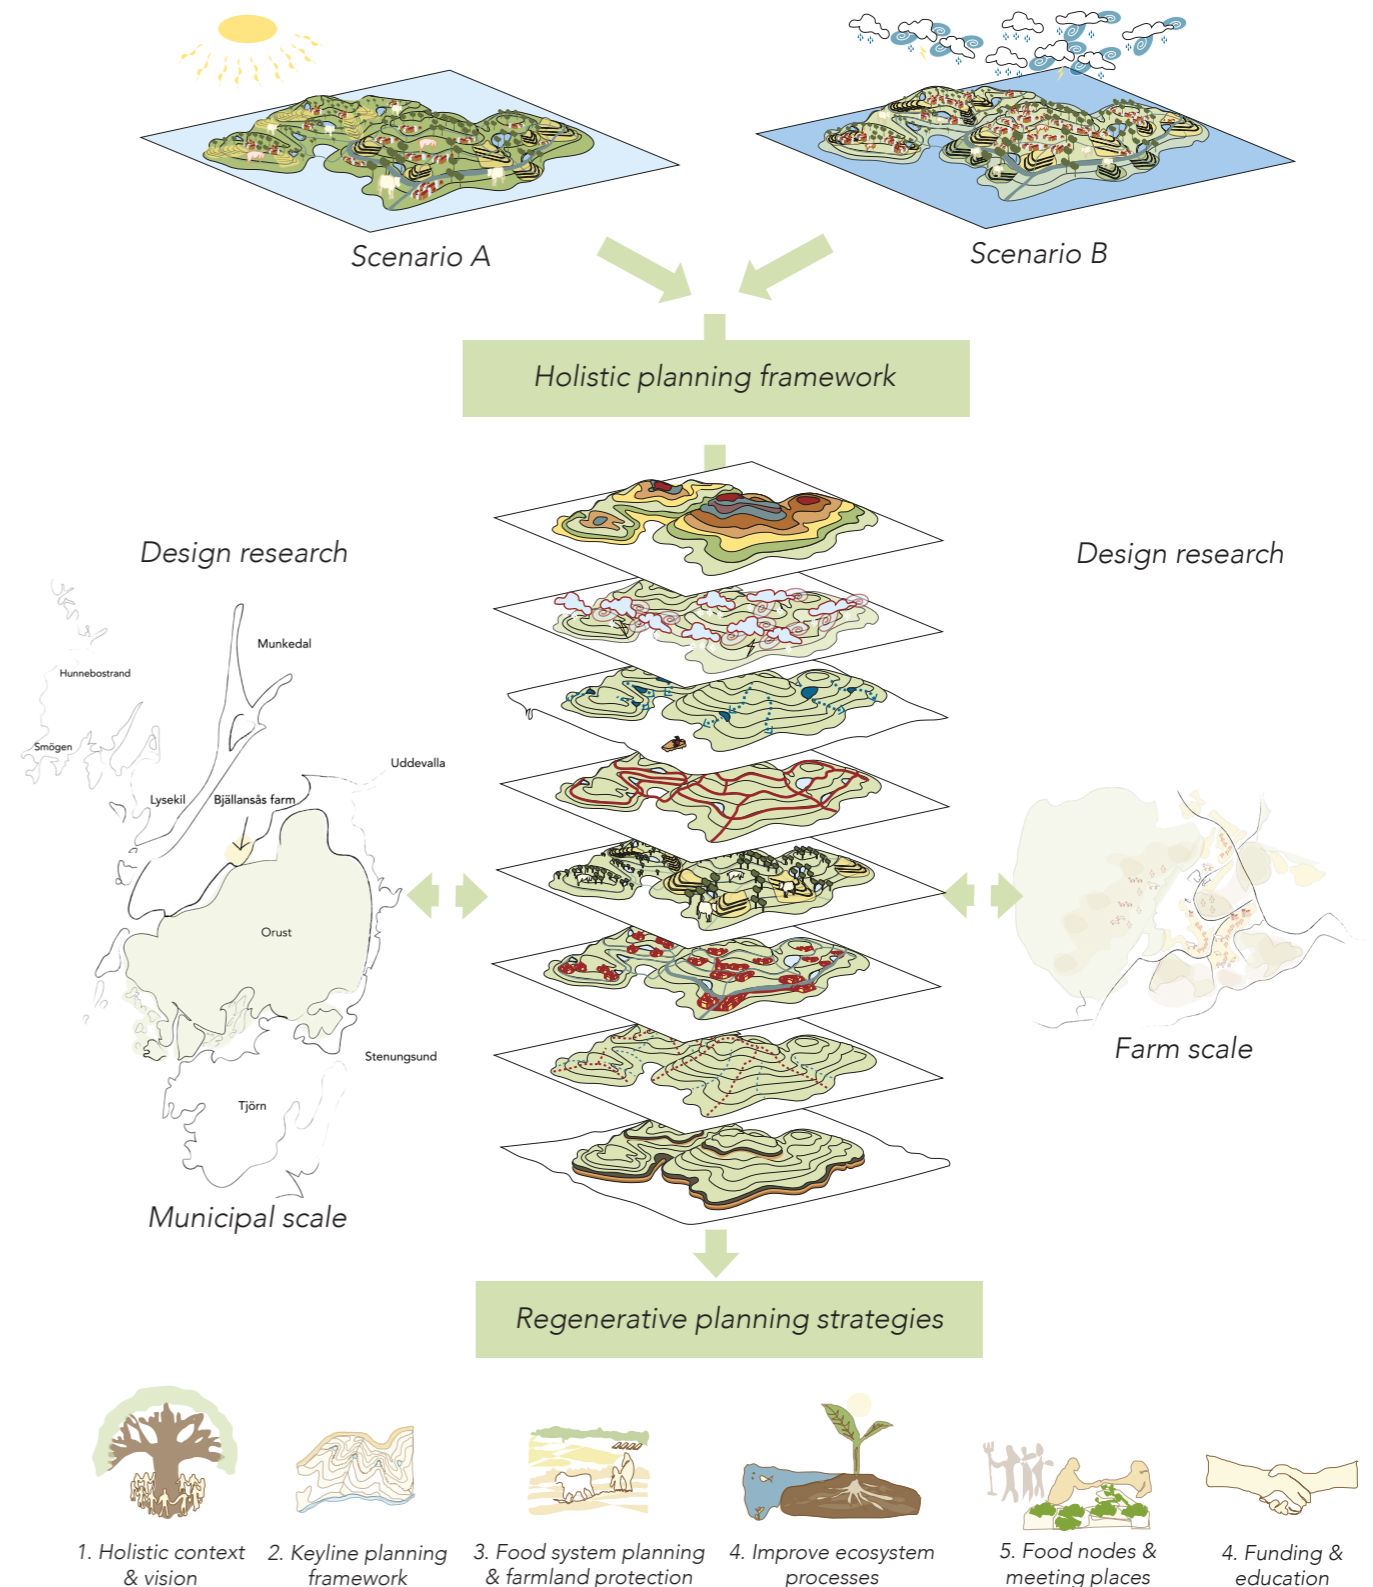 Scenario A
Scenario B
Holistic planning framework
Design research
Design research
Munkedal
Hunnebostrand
Smögen
Uddevalla
Lysekil
Bjällansås farm
Orust
Stenungsund
Tjörn
Municipal scale
Farm scale
Regenerative planning strategies
1. Holistic context
& vision
2. Keyline planning
framework
3. Food system planning
& farmland protection
4. Improve ecosystem
processes
5. Food nodes &
meeting places
4. Funding &
education